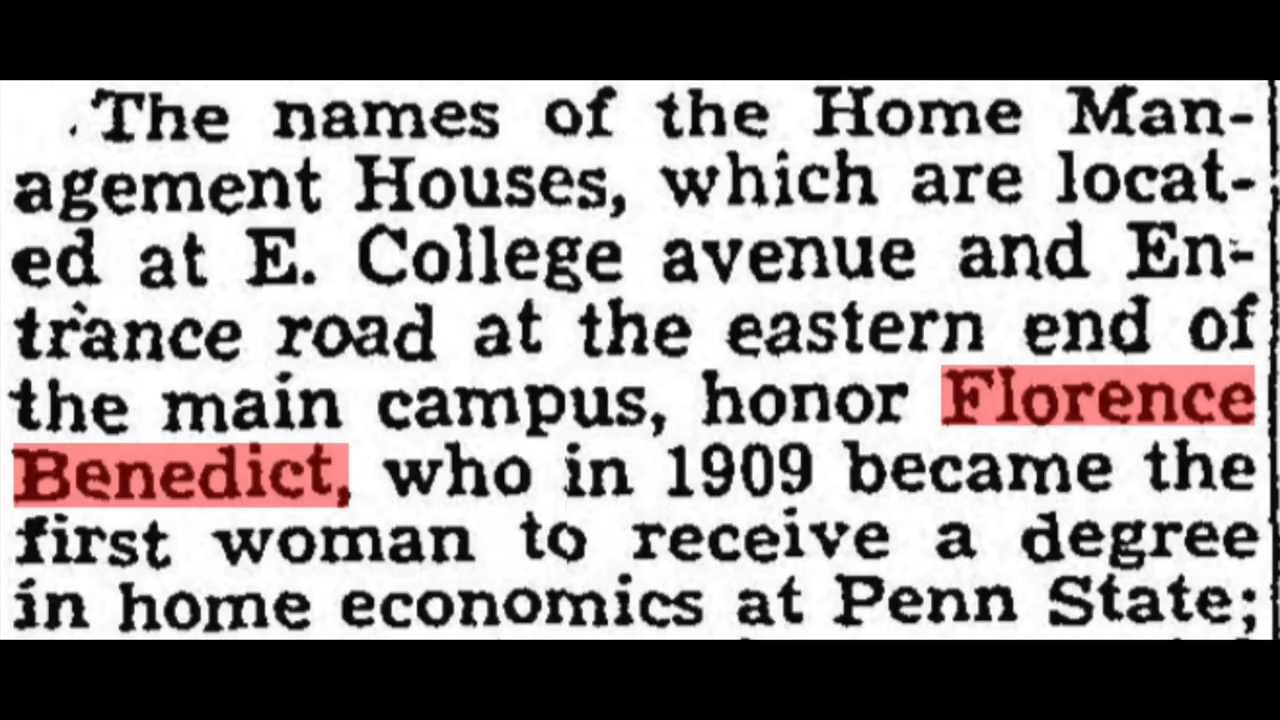 The names of the Home Man-
agement Houses, which are locat-
ed at E. College avenue and En-
trance road at the eastern end of
the main campus, honor Florence
Benedict, who in 1909 became the
first woman to receive a degree
in home economics at Penn State;